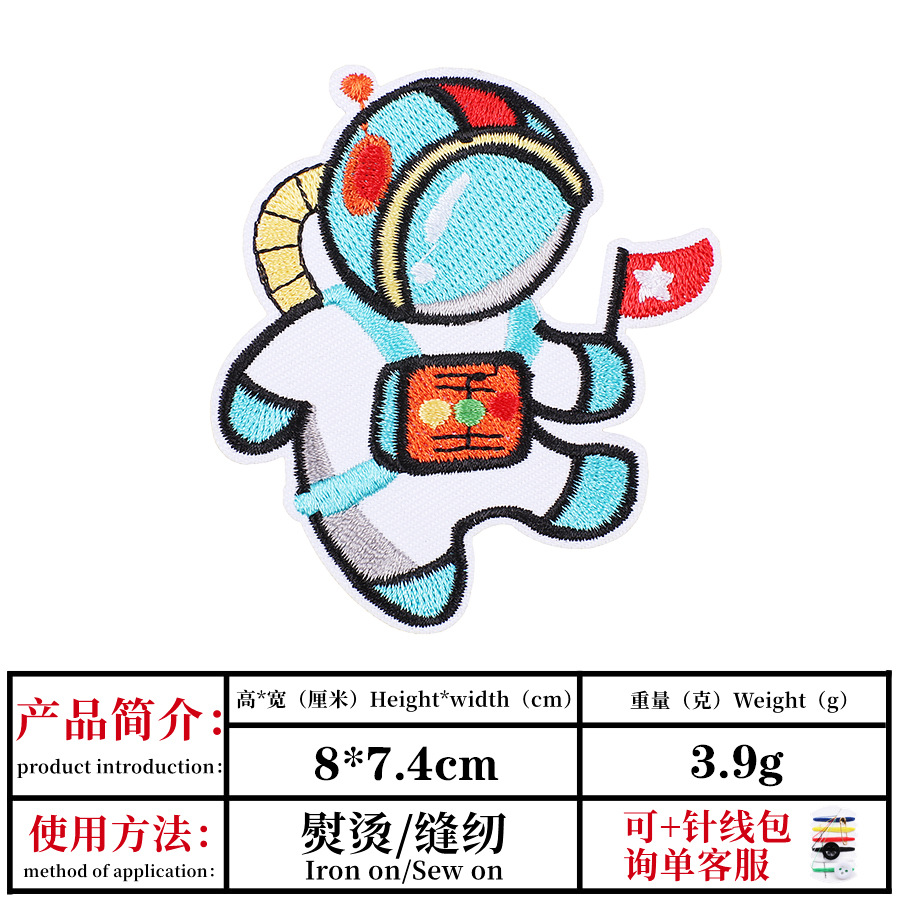 产品简介：
product introduction：
高*宽（厘米）Height*width（cm）
重量（克）Weight（g）
8*7.4cm
3.9g
使用方法：
method of application：
熨烫/缝纫
Iron on/Sew on
可+针线包
询单客服